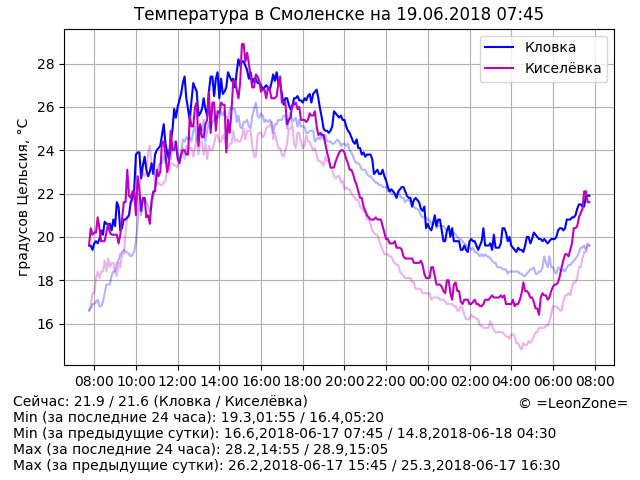 Температура в Смоленске на 19.06.2018 07:45
Кловка
Киселёвка
градусов Цельсия, °C
28
26
24
22
20
18
16
08:00 10:00 12:00 14:00 16:00 18:00 20:00 22:00 00:00 02:00 04:00 06:00 08:00
Сейчас: 21.9 / 21.6 (Кловка / Киселёвка)
© =LeonZone=
Min (за последние 24 часа): 19.3,01:55 / 16.4,05:20
Min (за предыдущие сутки): 16.6,2018-06-17 07:45 / 14.8,2018-06-18 04:30
Max (за последние 24 часа): 28.2,14:55 / 28.9,15:05
Max (за предыдущие сутки): 26.2,2018-06-17 15:45 / 25.3,2018-06-17 16:30